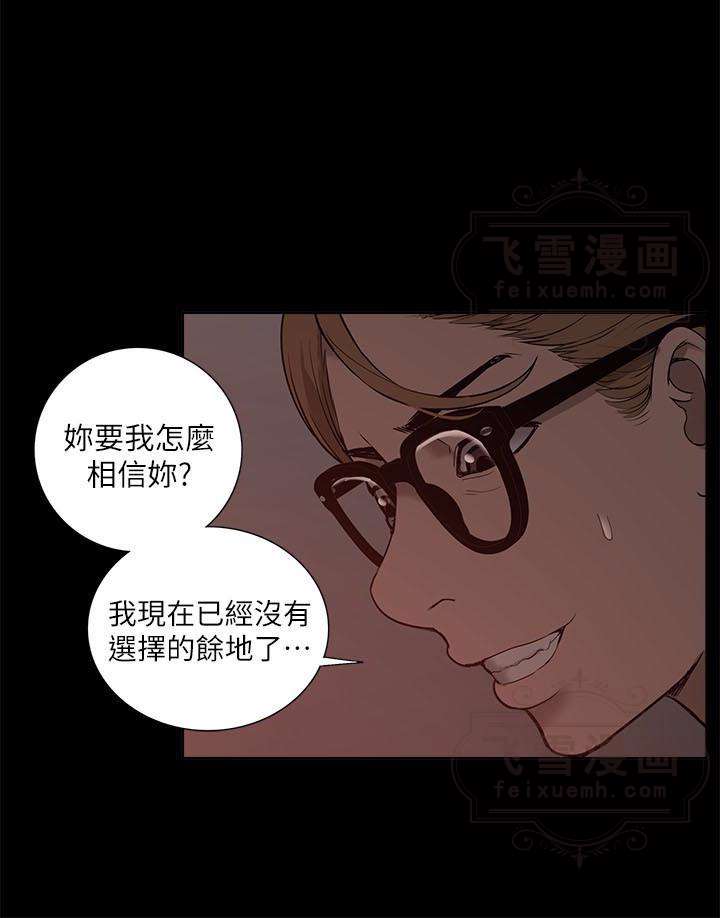 飞雪漫画
feixuemh.com
妳要我怎麼
相信妳?
我現在已經沒有
選擇的餘地了…
飞雪漫画
feixuemh.com